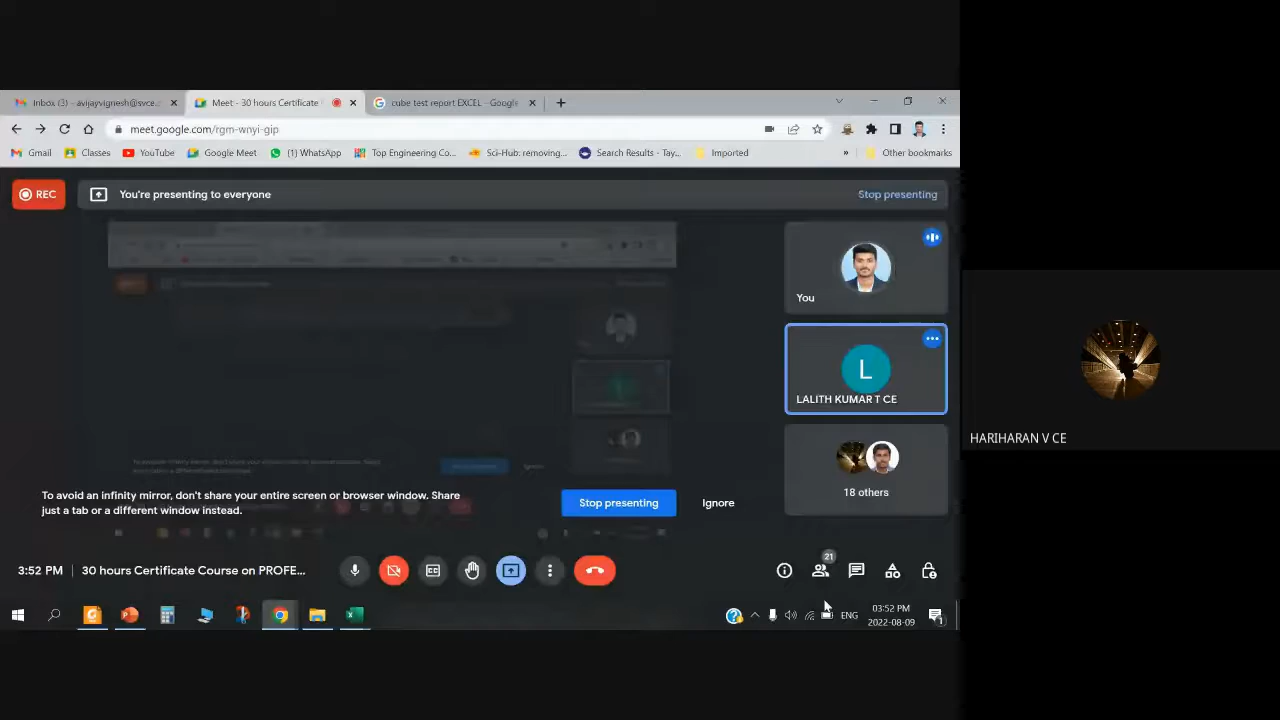 Inbox (3) - avijayvignesh@svce...
Meet - 30 hours Certificate
cube test report EXCEL - Google
meet.google.com/rgm-wnyi-gip
Gmail
Classes
YouTube
Google Meet
(1) WhatsApp
Top Engineering Co...
Sci-Hub: removing...
Search Results - Tay...
Imported
»
Other bookmarks
REC
You're presenting to everyone
Stop presenting
You
L
LALITH KUMAR T CE
18 others
HARIHARAN V CE
To avoid an infinity mirror, don't share your entire screen or browser window. Share
just a tab or a different window instead.
Stop presenting
Ignore
3:52 PM | 30 hours Certificate Course on PROFE...
21
ENG
03:52 PM
2022-08-09
1